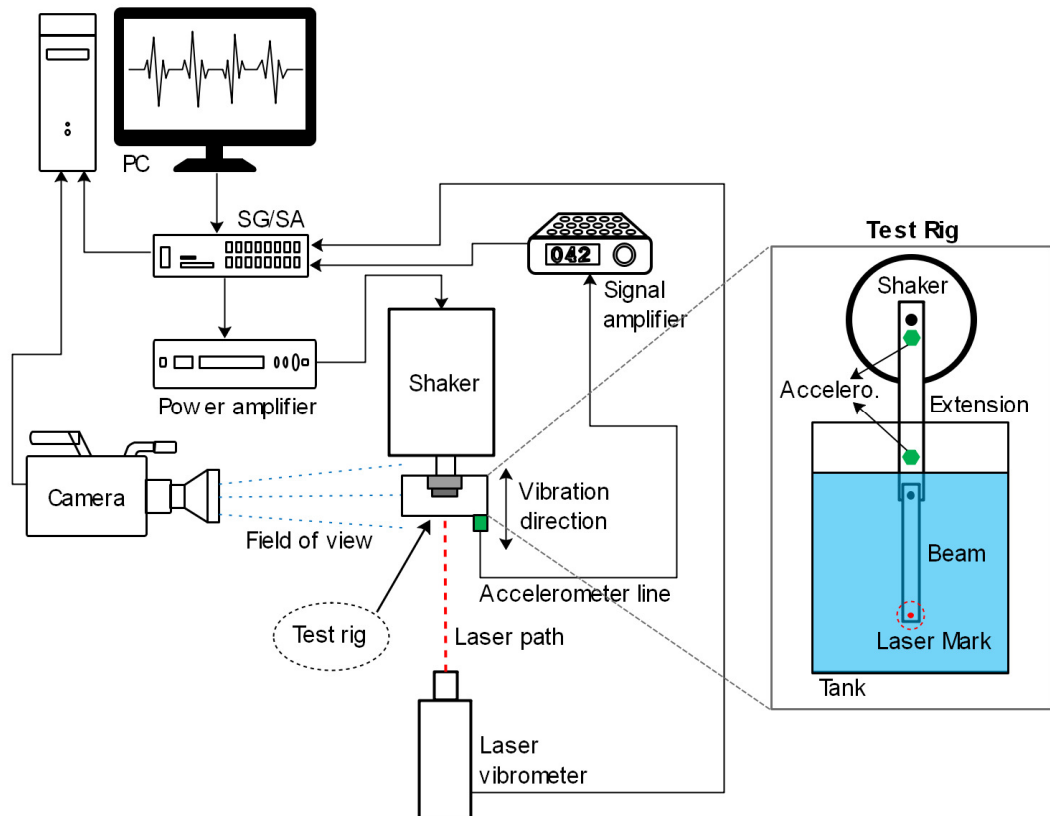 PC
SG/SA
042
Signal
amplifier
Power amplifier
Shaker
Camera
Field of view
Vibration
direction
Accelerometer line
Test rig
Laser path
Laser
vibrometer
Test Rig
Shaker
Accelero.
Extension
Beam
Laser Mark
Tank